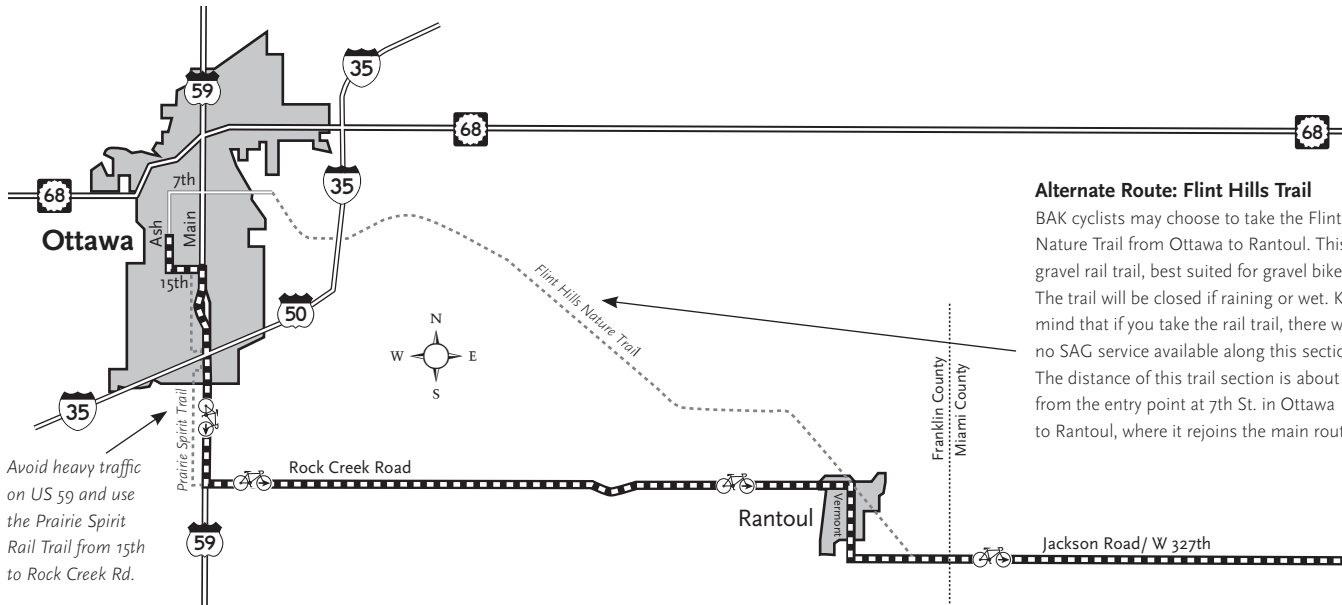 35
59
68
68
35
68
7th
Ash
Main
Ottawa
15th
50
35
N
W E
S
Flint Hills Nature Trail
Prairie Spirit Trail
Avoid heavy traffic
on US 59 and use
the Prairie Spirit
Rail Trail from 15th
to Rock Creek Rd.
59
Rock Creek Road
Rantoul
Vermont
Franklin County
Miami County
Jackson Road/ W 327th
Alternate Route: Flint Hills Trail
BAK cyclists may choose to take the Flint
Nature Trail from Ottawa to Rantoul. This
gravel rail trail, best suited for gravel bike
The trail will be closed if raining or wet. K
mind that if you take the rail trail, there w
no SAG service available along this sectio
The distance of this trail section is about
from the entry point at 7th St. in Ottawa
to Rantoul, where it rejoins the main rout